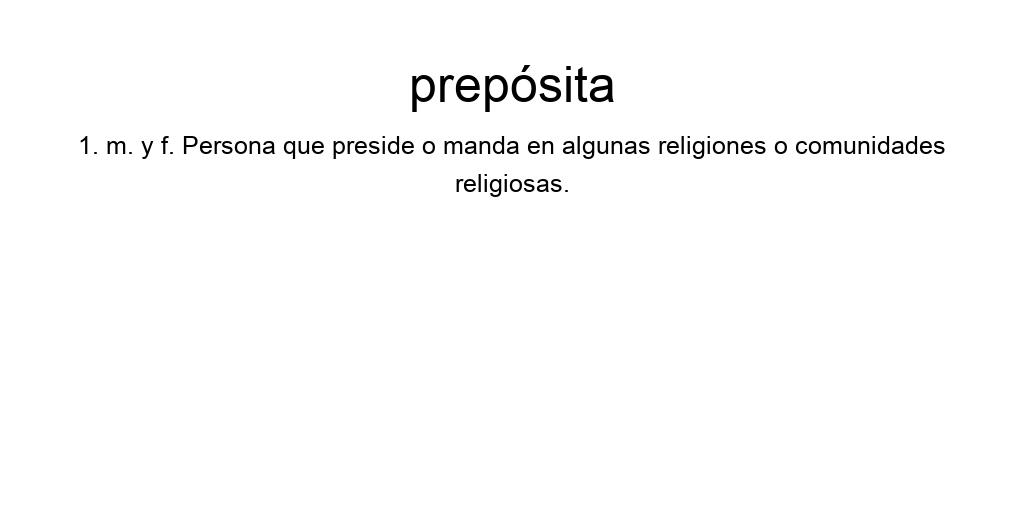 prepósita
1. m. y f. Persona que preside o manda en algunas religiones o comunidades
religiosas.